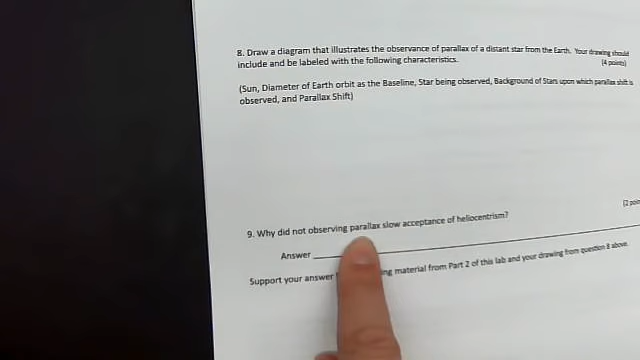 8. Draw a diagram that illustrates the observance of parallax of a distant star from the Earth. Your drawing should
include and be labeled with the following characteristics.
(4 points)
(Sun, Diameter of Earth orbit as the Baseline, Star being observed, Background of Stars upon which parallax shift is
observed, and Parallax Shift)
9. Why did not observing parallax slow acceptance of heliocentrism?
(2
Answer
Support your answer material from Part 2 of this lab and your drawing from question 8 above.